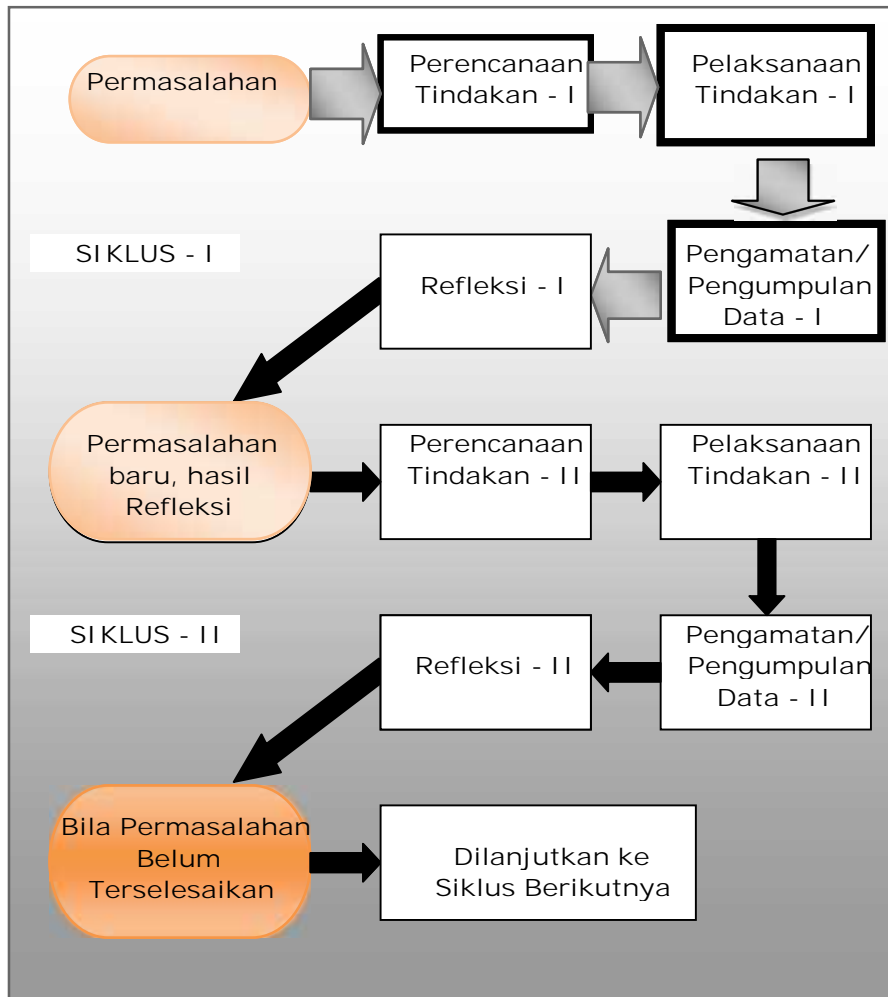 Permasalahan
Perencanaan
Tindakan - I
Pelaksanaan
Tindakan - I
SIKLUS - I
Refleksi - I
Pengamatan/
Pengumpulan
Data - I
Permasalahan
baru, hasil
Refleksi
Perencanaan
Tindakan - II
Pelaksanaan
Tindakan - II
SIKLUS - II
Refleksi - II
Pengamatan/
Pengumpulan
Data - II
Bila Permasalahan
Belum
Terselesaikan
Dilanjutkan ke
Siklus Berikutnya